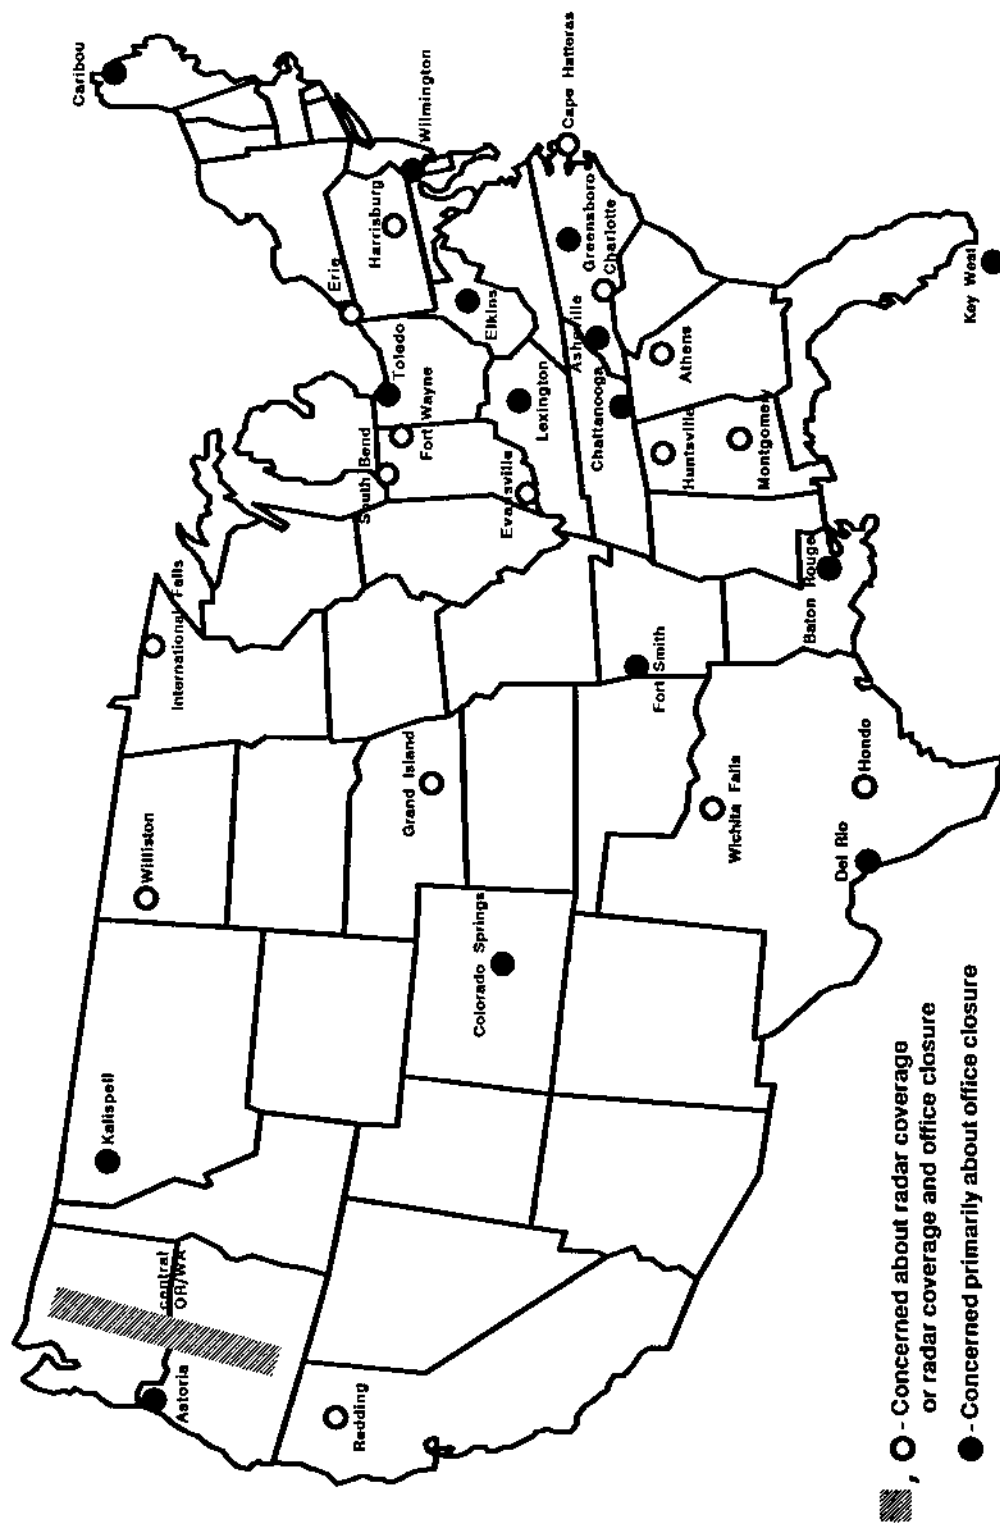 Caribou
Wilmington
Cape Hatteras
Harrisburg
Erie
Greensboro
Charlotte
Key West
Elkins
Toledo
Asheville
Athens
Fort Wayne
Lexington
Chattanooga
South Bend
Huntsville
Montgomery
Evansville
Baton Rouge
International Falls
Fort Smith
Grand Island
Hondo
Wichita Falls
Williston
Del Rio
Colorado Springs
Kalispell
central
OR/WA
Astoria
Redding
, - Concerned about radar coverage
or radar coverage and office closure
- Concerned primarily about office closure